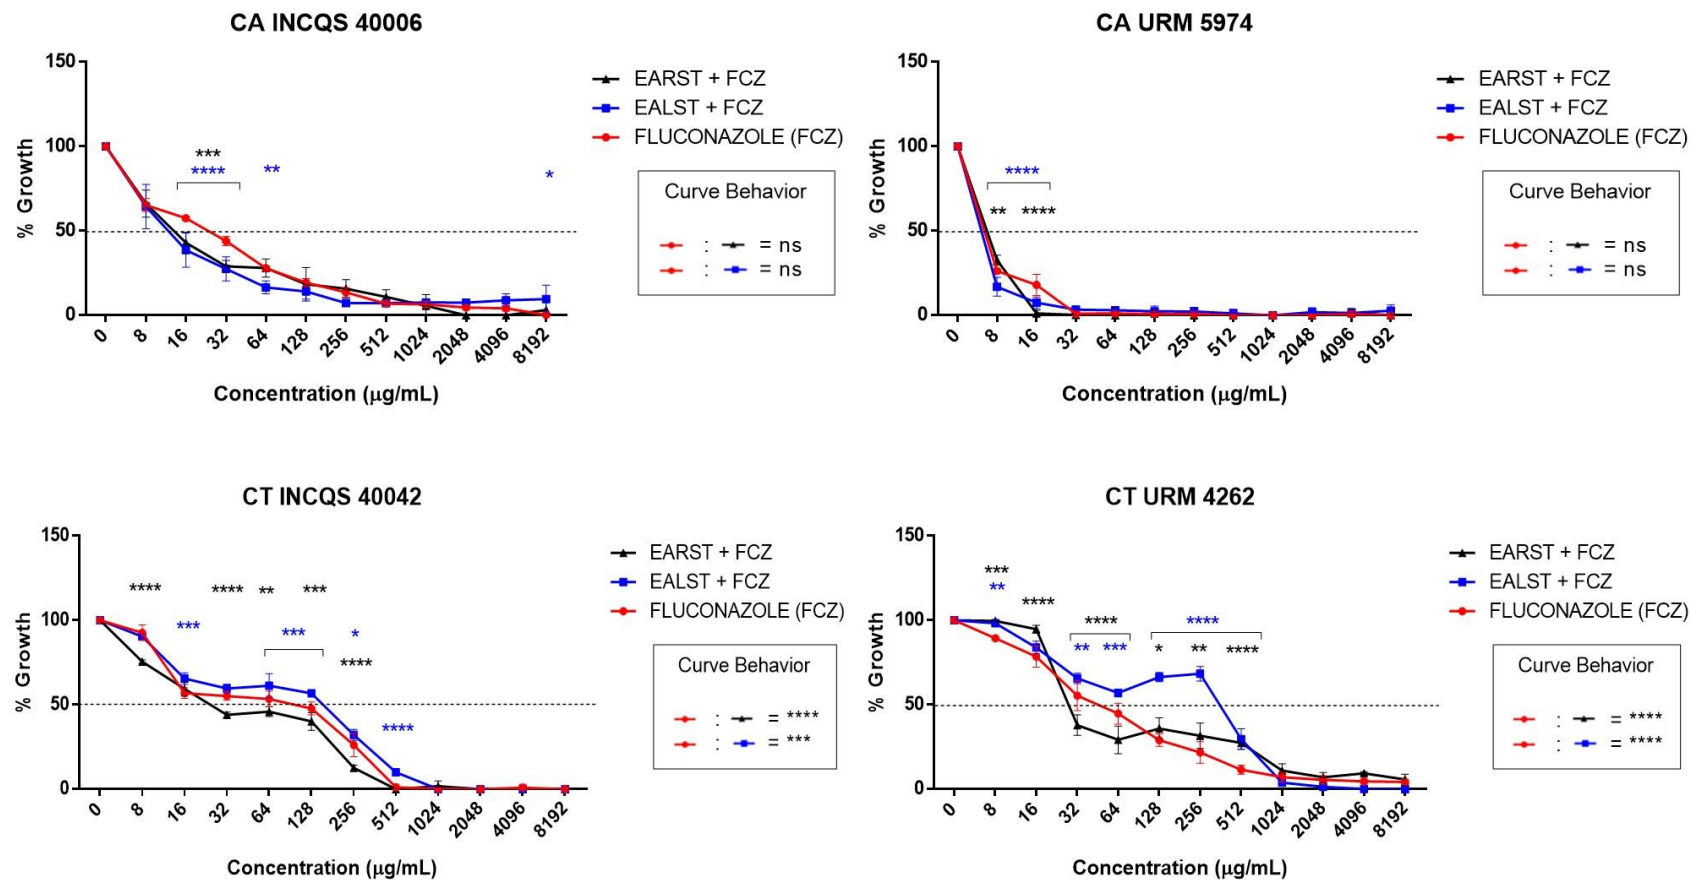 CA INCQS 40006
150
100
50
0
% Growth
***
****
**
*
0 8 16 32 64 128 256 512 1024 2048 4096 8192
Concentration (µg/mL)
EARST + FCZ
EALST + FCZ
FLUCONAZOLE (FCZ)
Curve Behavior
: = ns
: = ns
CA URM 5974
150
100
50
0
% Growth
****
** ****
0 8 16 32 64 128 256 512 1024 2048 4096 8192
Concentration (µg/mL)
EARST + FCZ
EALST + FCZ
FLUCONAZOLE (FCZ)
Curve Behavior
: = ns
: = ns
CT INCQS 40042
150
100
50
0
% Growth
**** **** ** ***
*** *** *
****
****
0 8 16 32 64 128 256 512 1024 2048 4096 8192
Concentration (µg/mL)
EARST + FCZ
EALST + FCZ
FLUCONAZOLE (FCZ)
Curve Behavior
: = ****
: = ***
CT URM 4262
150
100
50
0
% Growth
***
**
****
**** ****
** *** * ** ****
0 8 16 32 64 128 256 512 1024 2048 4096 8192
Concentration (µg/mL)
EARST + FCZ
EALST + FCZ
FLUCONAZOLE (FCZ)
Curve Behavior
: = ****
: = ****